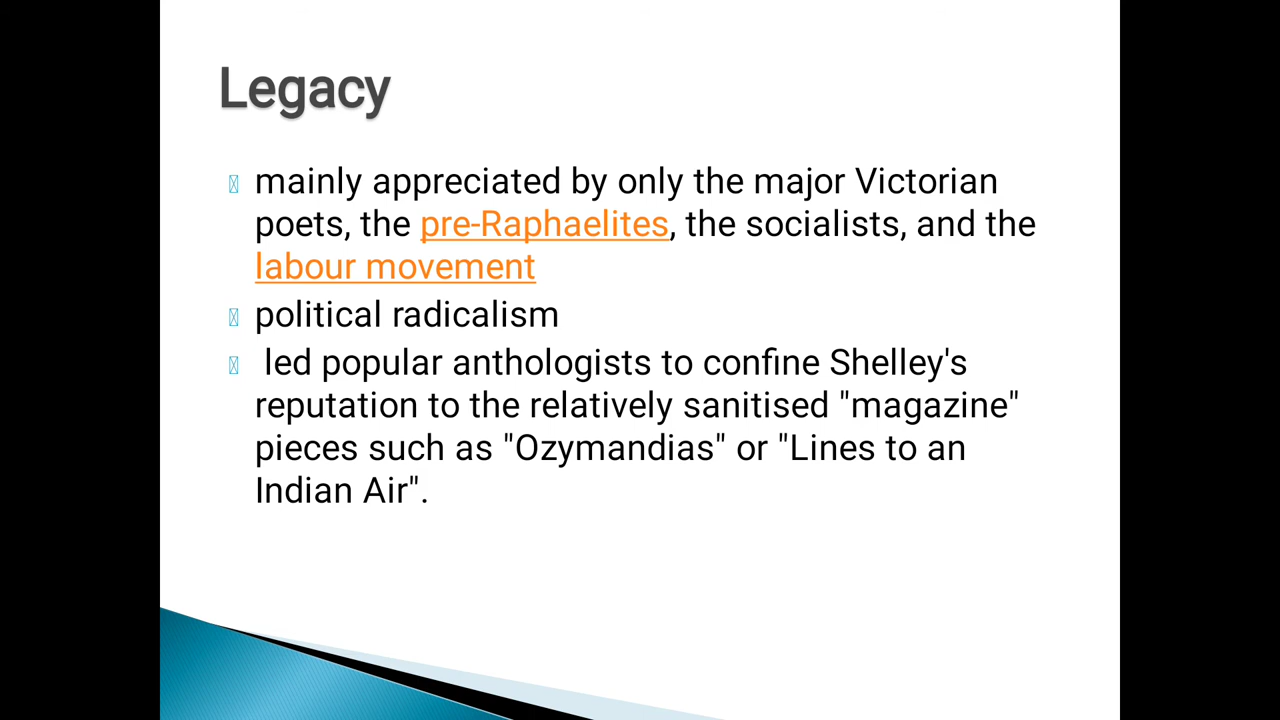 Legacy
mainly appreciated by only the major Victorian
poets, the pre-Raphaelites, the socialists, and the
labour movement
political radicalism
led popular anthologists to confine Shelley's
reputation to the relatively sanitised "magazine"
pieces such as "Ozymandias" or "Lines to an
Indian Air".